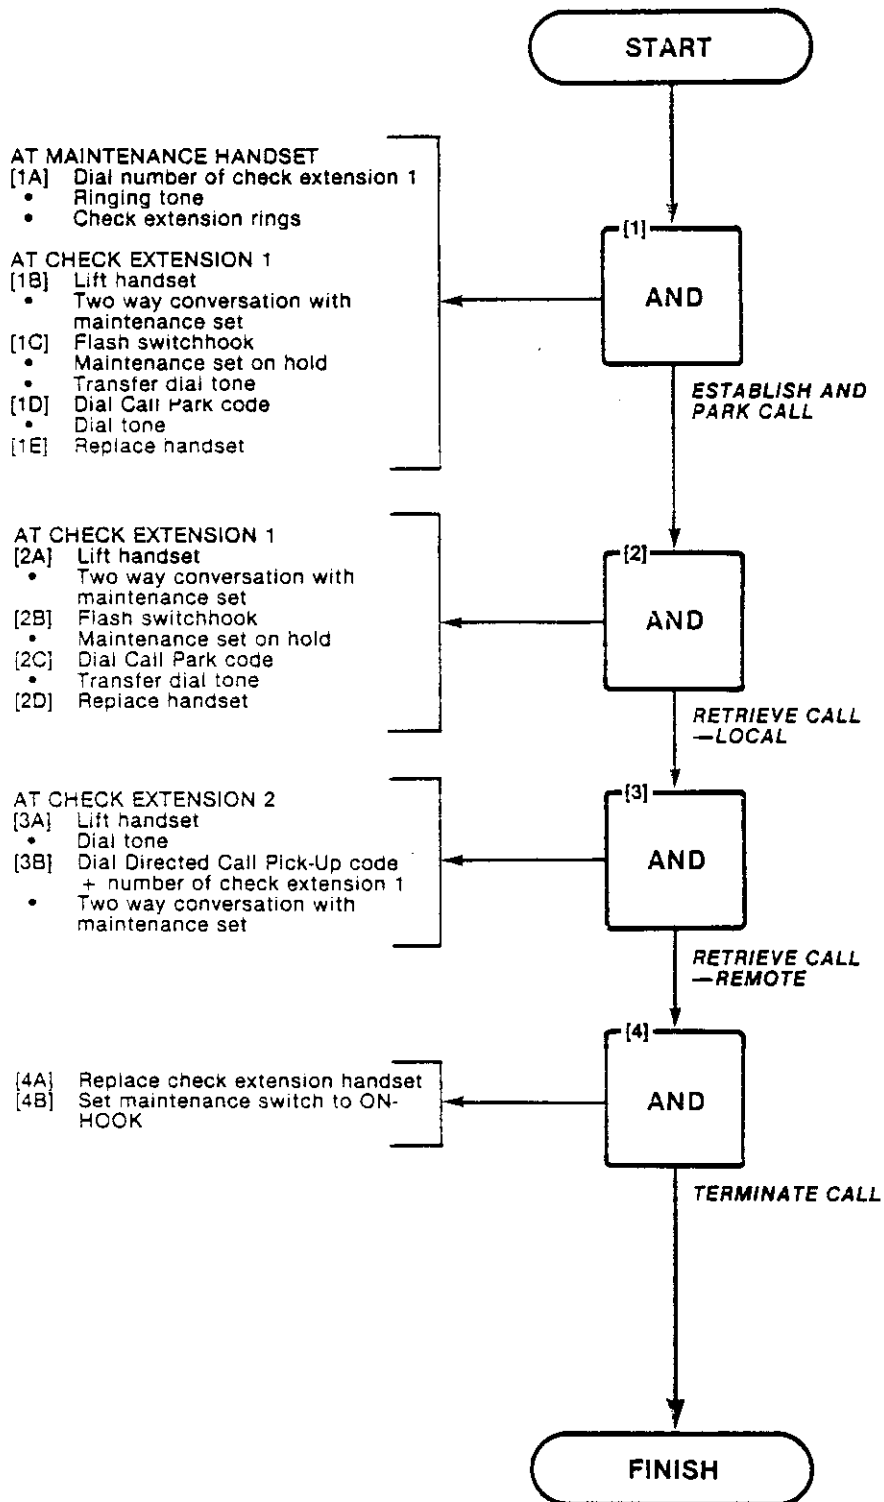 START
AT MAINTENANCE HANDSET
[1A] Dial number of check extension 1
• Ringing tone
• Check extension rings
AT CHECK EXTENSION 1
[1B] Lift handset
• Two way conversation with
maintenance set
[1C] Flash switchhook
• Maintenance set on hold
• Transfer dial tone
[1D] Dial Call Park code
• Dial tone
[1E] Replace handset
[1]
AND
ESTABLISH AND
PARK CALL
AT CHECK EXTENSION 1
[2A] Lift handset
• Two way conversation with
maintenance set
[2B] Flash switchhook
• Maintenance set on hold
[2C] Dial Call Park code
• Transfer dial tone
[2D] Replace handset
[2]
AND
RETRIEVE CALL
—LOCAL
AT CHECK EXTENSION 2
[3A] Lift handset
• Dial tone
[3B] Dial Directed Call Pick-Up code
+ number of check extension 1
• Two way conversation with
maintenance set
[3]
AND
RETRIEVE CALL
—REMOTE
[4A] Replace check extension handset
[4B] Set maintenance switch to ON-
HOOK
[4]
AND
TERMINATE CALL
FINISH